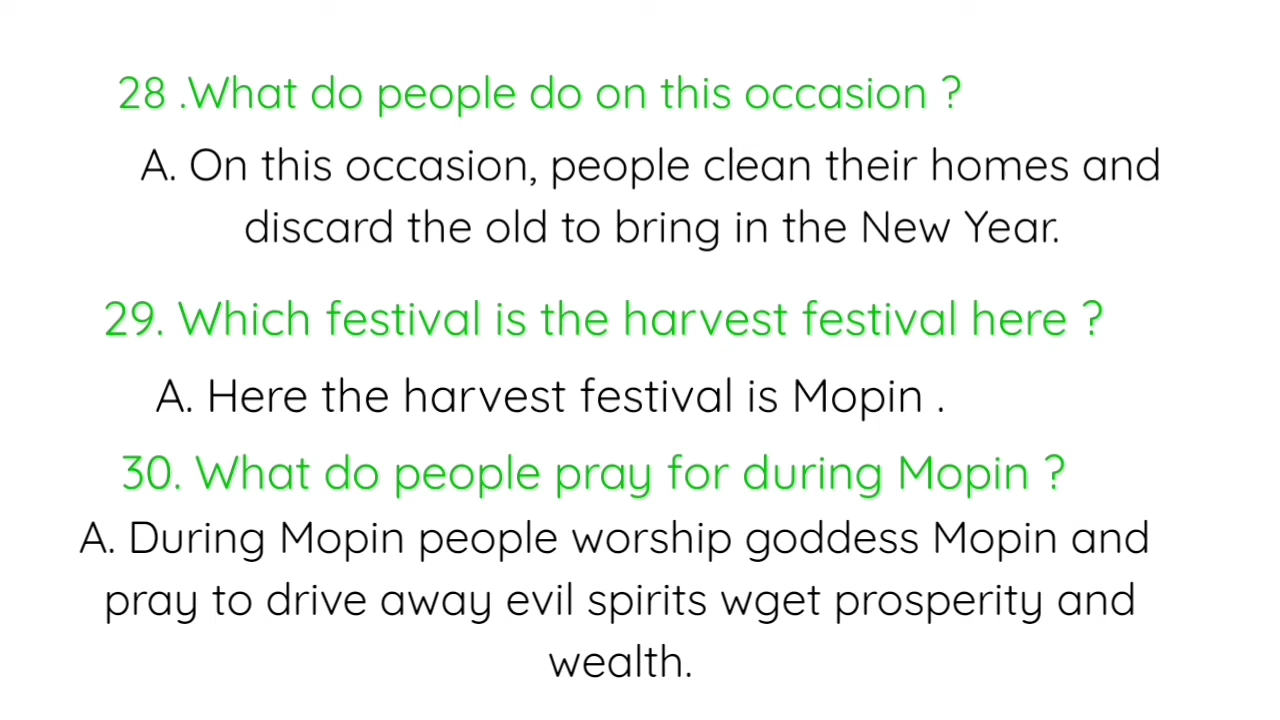 28 .What do people do on this occasion ?
A. On this occasion, people clean their homes and
discard the old to bring in the New Year.
29. Which festival is the harvest festival here ?
A. Here the harvest festival is Mopin .
30. What do people pray for during Mopin ?
A. During Mopin people worship goddess Mopin and
pray to drive away evil spirits wget prosperity and
wealth.